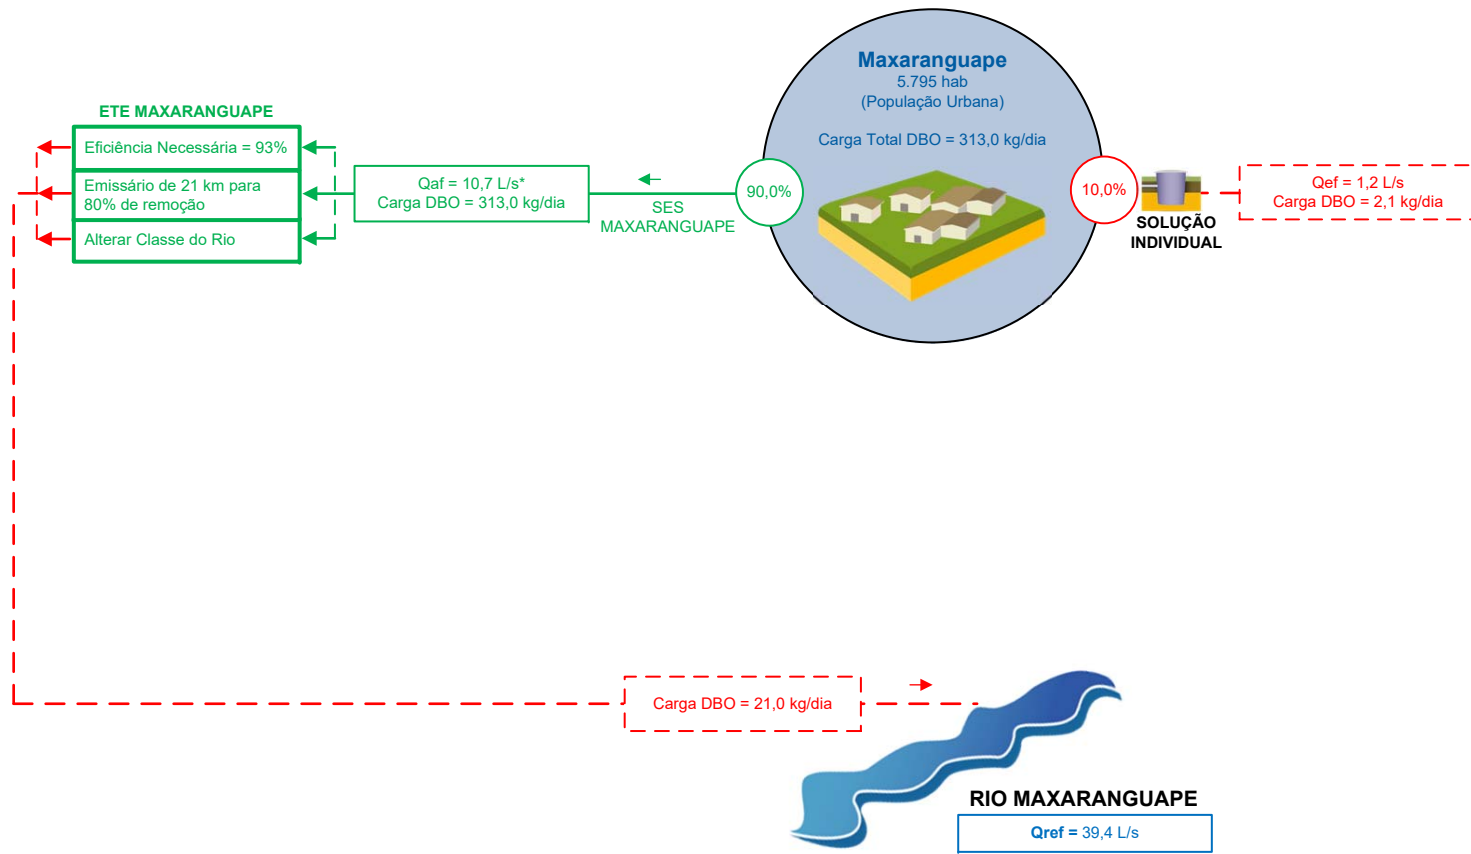 Maxaranguape
5.795 hab
(População Urbana)
Carga Total DBO = 313,0 kg/dia
ETE MAXARANGUAPE
Eficiência Necessária = 93%
Emissário de 21 km para
80% de remoção
Alterar Classe do Rio
Qaf = 10,7 L/s*
Carga DBO = 313,0 kg/dia
SES
MAXARANGUAPE
90,0%
10,0%
SOLUÇÃO
INDIVIDUAL
Qef = 1,2 L/s
Carga DBO = 2,1 kg/dia
Carga DBO = 21,0 kg/dia
RIO MAXARANGUAPE
Qref = 39,4 L/s